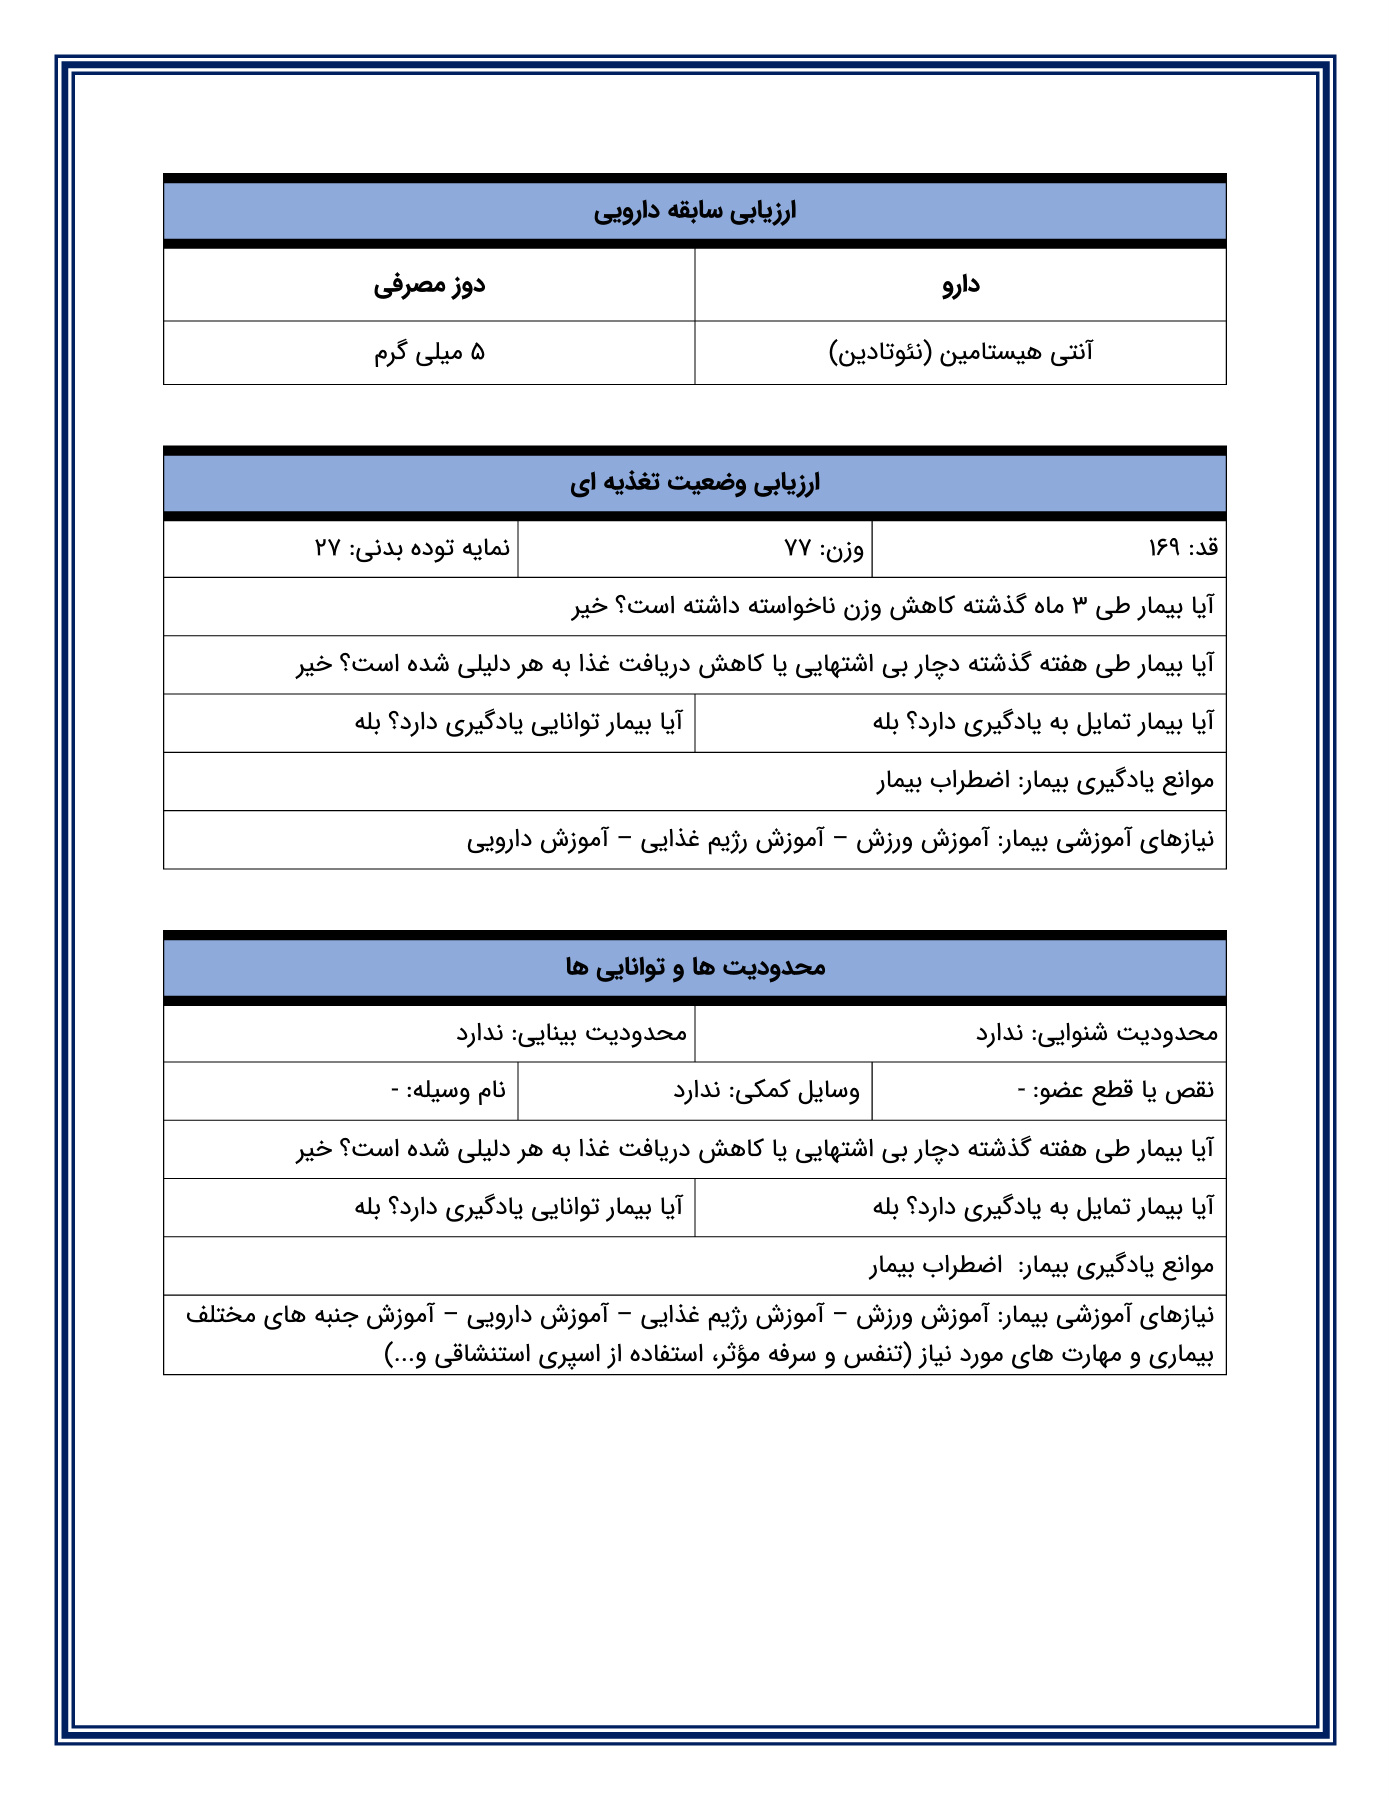 ارزیابی سابقه دارویی
دارو
دوز مصرفی
آنتی هیستامین (نئوتادین)
۵ میلی گرم
ارزیابی وضعیت تغذیه ای
قد: ۱۶۹
وزن: ۷۷
نمایه توده بدنی: ۲۷
آیا بیمار طی ۳ ماه گذشته کاهش وزن ناخواسته داشته است؟ خیر
آیا بیمار طی هفته گذشته دچار بی اشتهایی یا کاهش دریافت غذا به هر دلیلی شده است؟ خیر
آیا بیمار تمایل به یادگیری دارد؟ بله
آیا بیمار توانایی یادگیری دارد؟ بله
موانع یادگیری بیمار: اضطراب بیمار
نیازهای آموزشی بیمار: آموزش ورزش – آموزش رژیم غذایی – آموزش دارویی
محدودیت ها و توانایی ها
محدودیت شنوایی: ندارد
محدودیت بینایی: ندارد
نقص یا قطع عضو: -
وسایل کمکی: ندارد
نام وسیله: -
آیا بیمار طی هفته گذشته دچار بی اشتهایی یا کاهش دریافت غذا به هر دلیلی شده است؟ خیر
آیا بیمار تمایل به یادگیری دارد؟ بله
آیا بیمار توانایی یادگیری دارد؟ بله
موانع یادگیری بیمار:  اضطراب بیمار
نیازهای آموزشی بیمار: آموزش ورزش – آموزش رژیم غذایی – آموزش دارویی – آموزش جنبه های مختلف
بیماری و مهارت های مورد نیاز (تنفس و سرفه مؤثر، استفاده از اسپری استنشاقی و...)